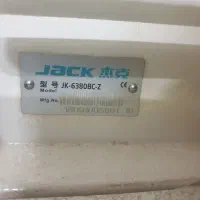 JACK 杰克
型 号 JK-6380BC-Z
Model
Mfg No